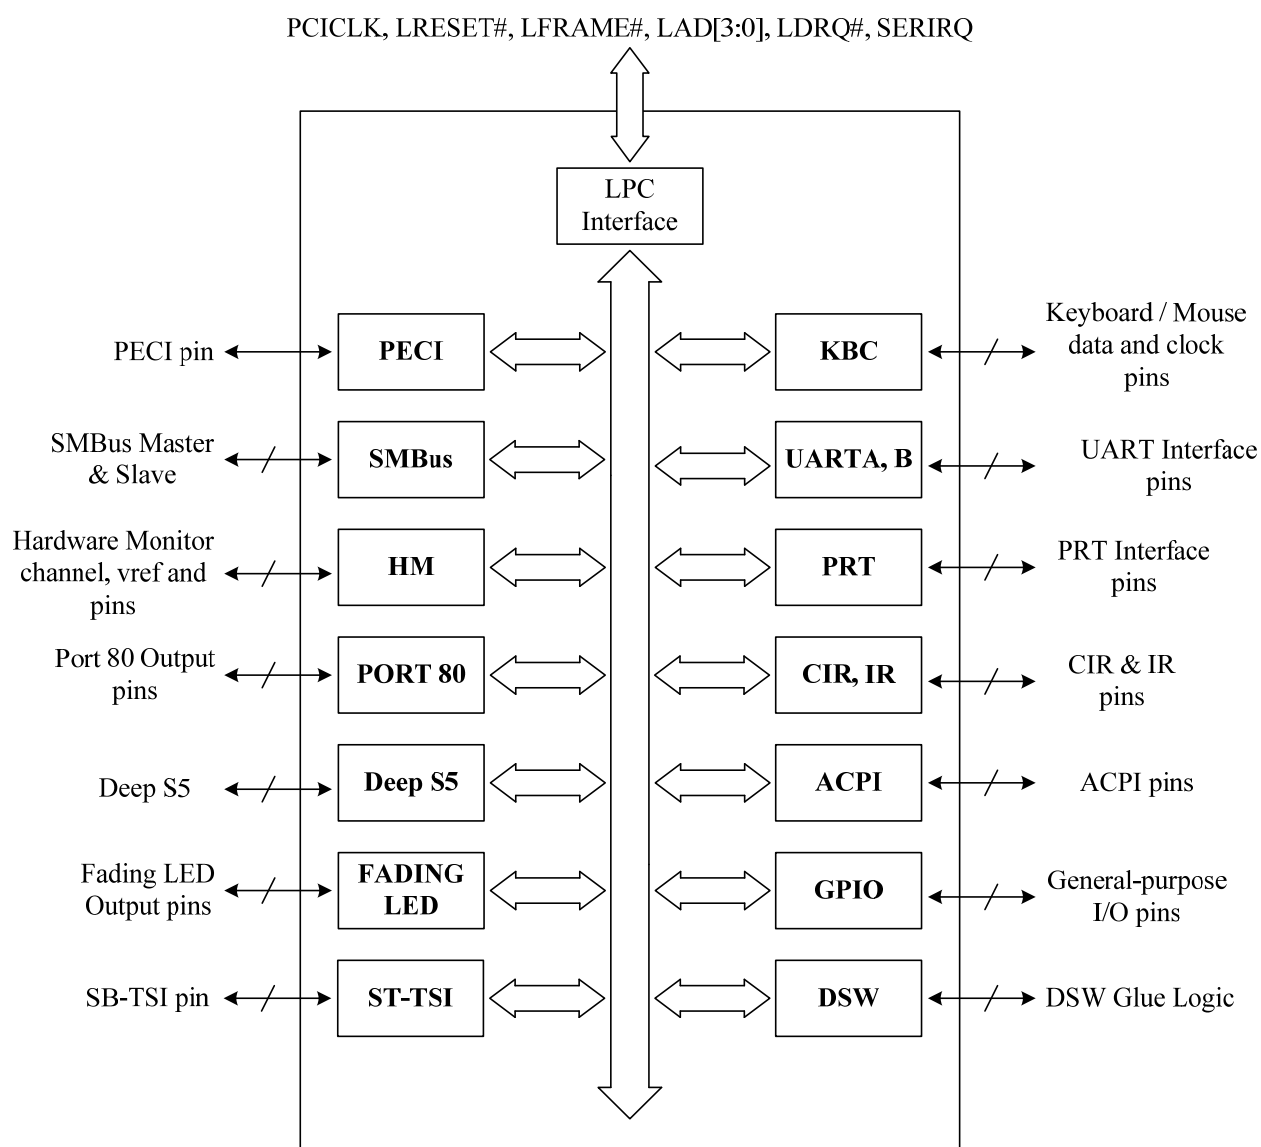 PCICLK, LRESET#, LFRAME#, LAD[3:0], LDRQ#, SERIRQ
LPC
Interface
PECI pin
PECI
KBC
Keyboard / Mouse
data and clock
pins
SMBus Master
& Slave
SMBus
UARTA, B
UART Interface
pins
Hardware Monitor
channel, vref and
pins
HM
PRT
PRT Interface
pins
Port 80 Output
pins
PORT 80
CIR, IR
CIR & IR
pins
Deep S5
Deep S5
ACPI
ACPI pins
Fading LED
Output pins
FADING
LED
GPIO
General-purpose
I/O pins
SB-TSI pin
ST-TSI
DSW
DSW Glue Logic